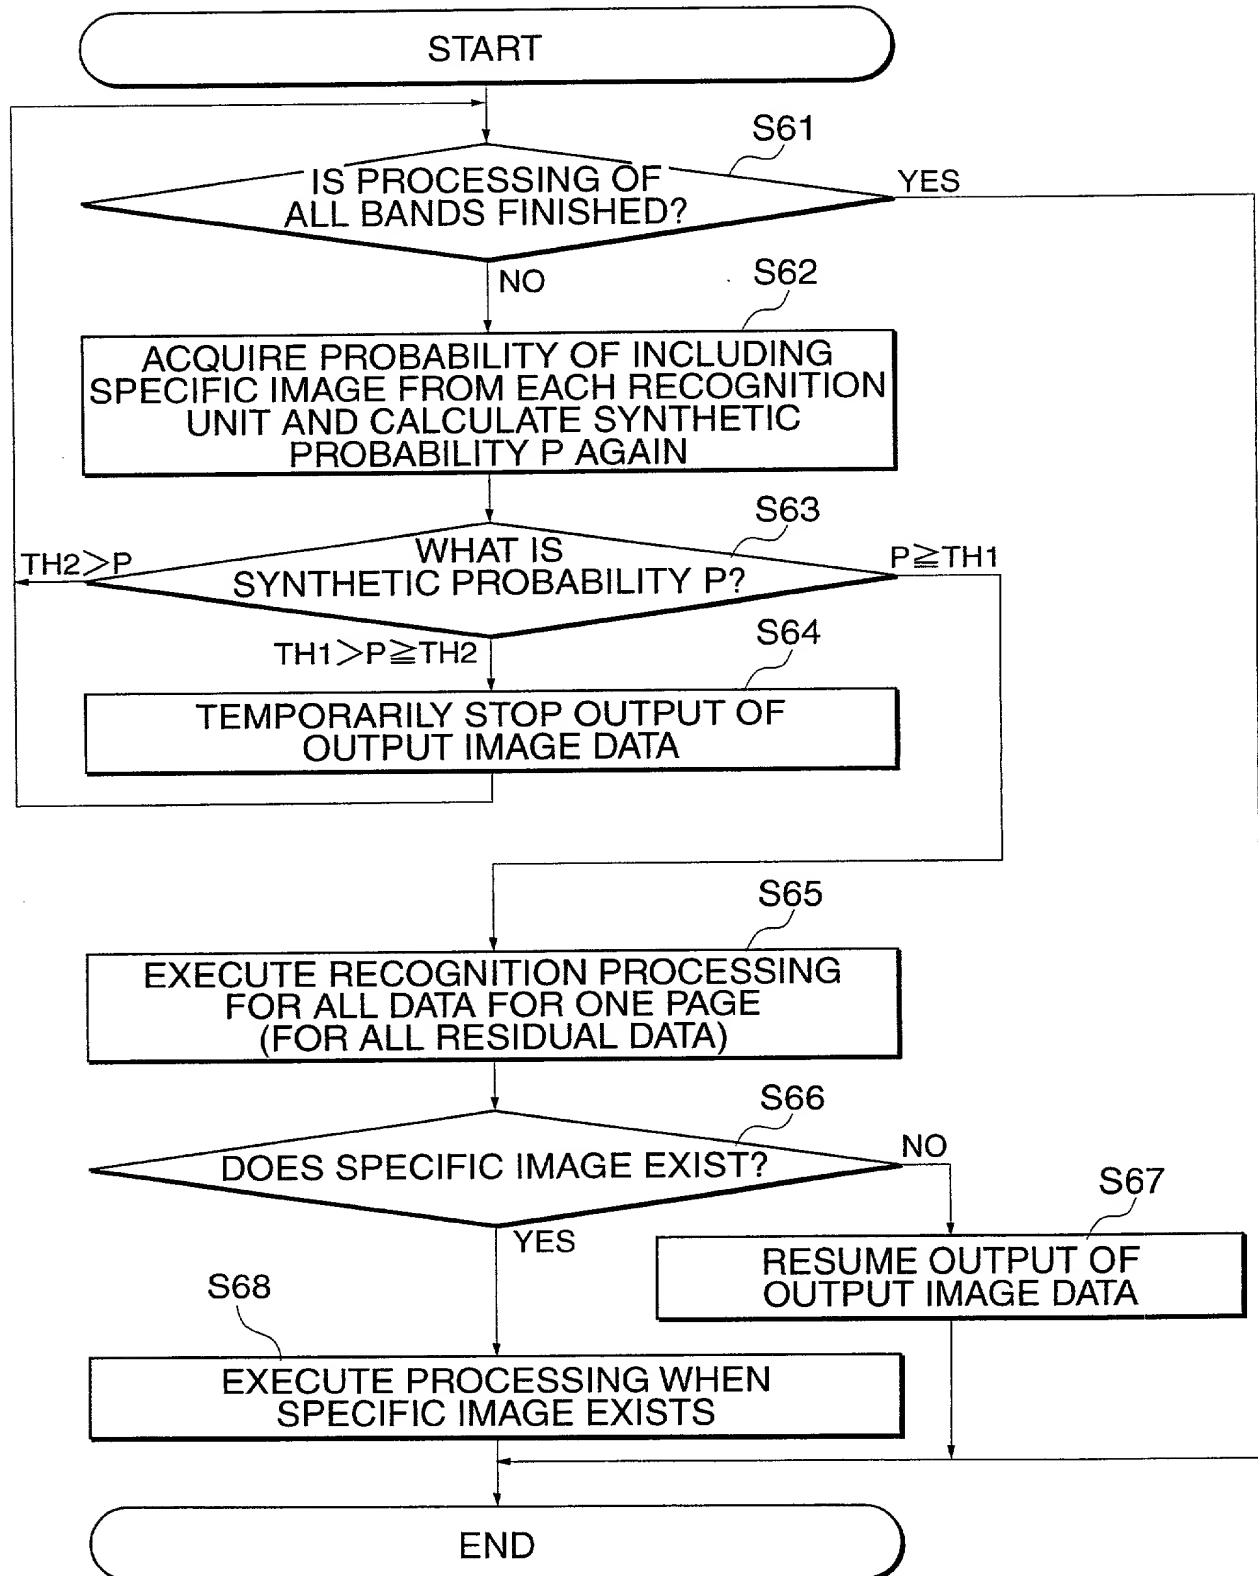 START
S61
IS PROCESSING OF
ALL BANDS FINISHED?
YES
NO
S62
ACQUIRE PROBABILITY OF INCLUDING
SPECIFIC IMAGE FROM EACH RECOGNITION
UNIT AND CALCULATE SYNTHETIC
PROBABILITY P AGAIN
S63
TH2>P
WHAT IS
SYNTHETIC PROBABILITY P?
P≧TH1
TH1>P≧TH2
S64
TEMPORARILY STOP OUTPUT OF
OUTPUT IMAGE DATA
S65
EXECUTE RECOGNITION PROCESSING
FOR ALL DATA FOR ONE PAGE
(FOR ALL RESIDUAL DATA)
S66
DOES SPECIFIC IMAGE EXIST?
NO
YES
S67
RESUME OUTPUT OF
OUTPUT IMAGE DATA
S68
EXECUTE PROCESSING WHEN
SPECIFIC IMAGE EXISTS
END